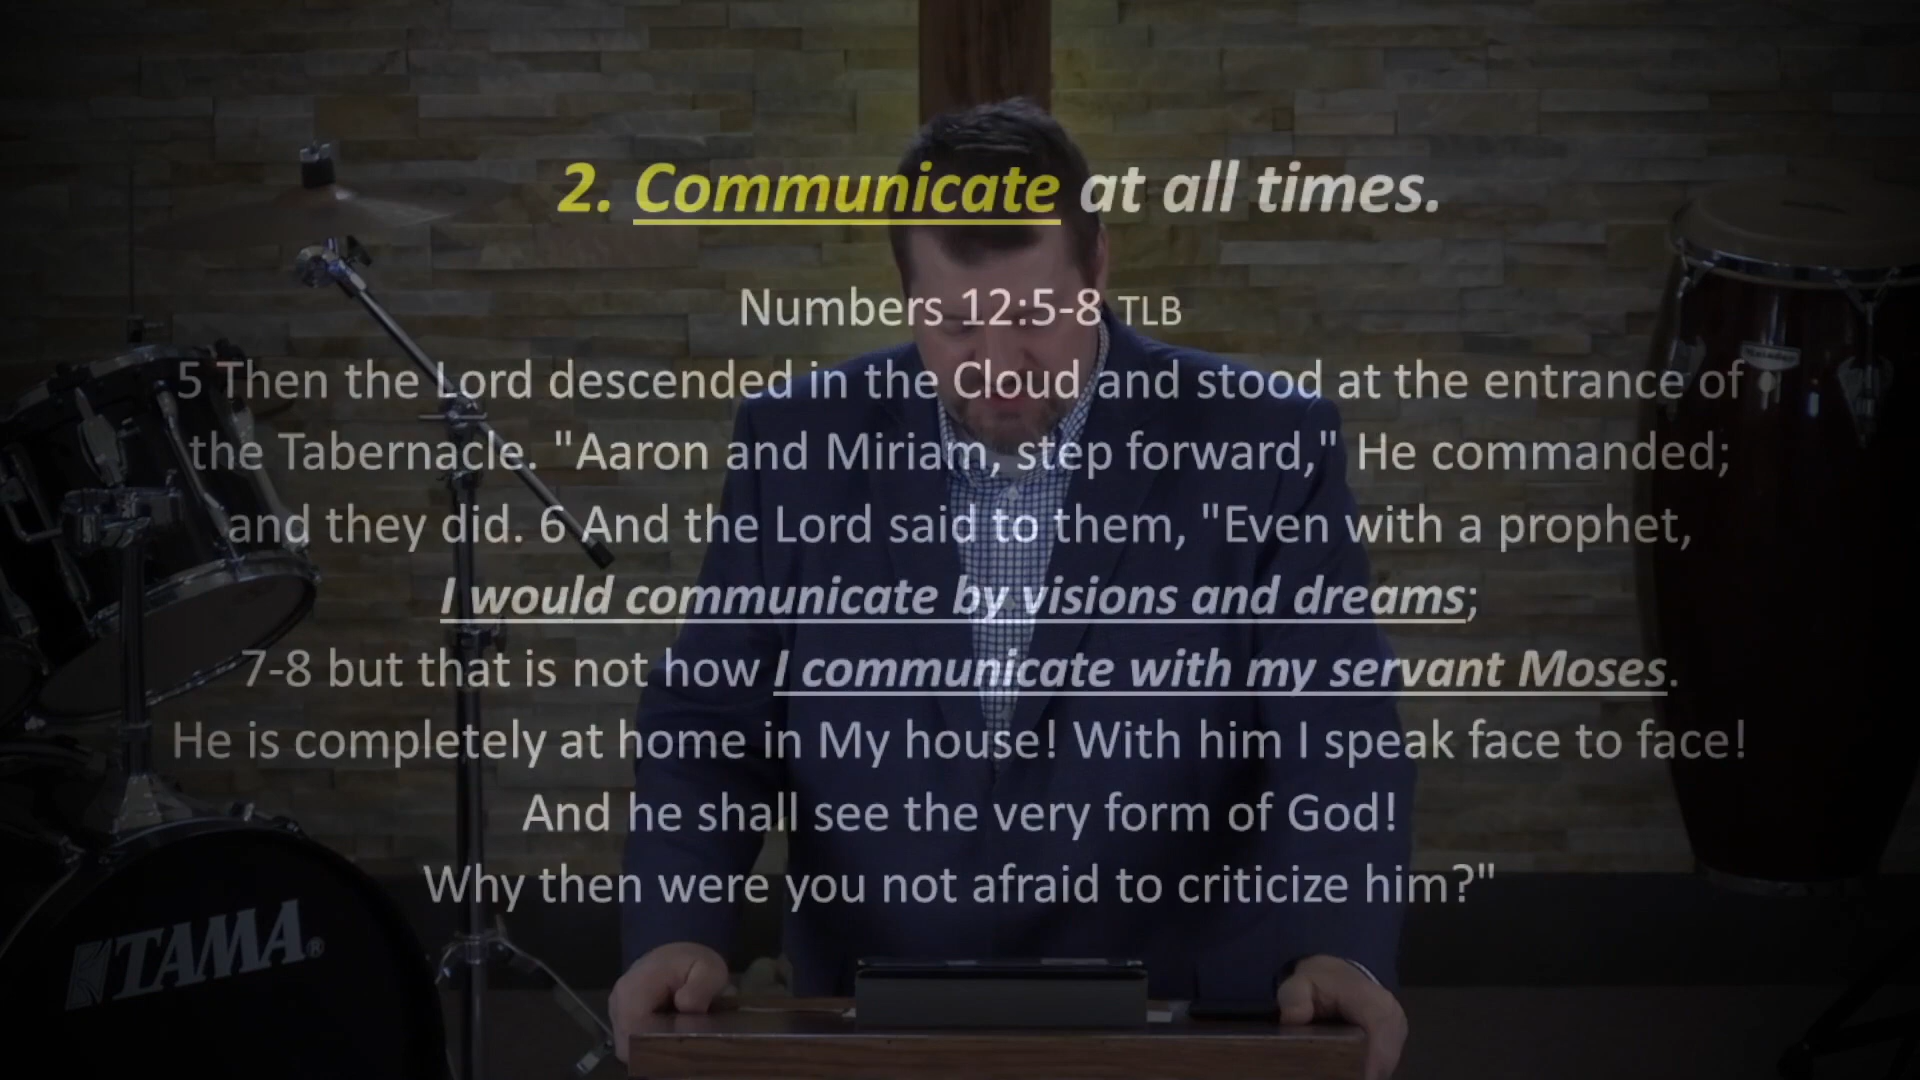 2. Communicate at all times.
Numbers 12:5-8 TLB
5 Then the Lord descended in the Cloud and stood at the entrance of
the Tabernacle. "Aaron and Miriam, step forward," He commanded;
and they did. 6 And the Lord said to them, "Even with a prophet,
I would communicate by visions and dreams;
7-8 but that is not how I communicate with my servant Moses.
He is completely at home in My house! With him I speak face to face!
And he shall see the very form of God!
Why then were you not afraid to criticize him?"
TAMA®